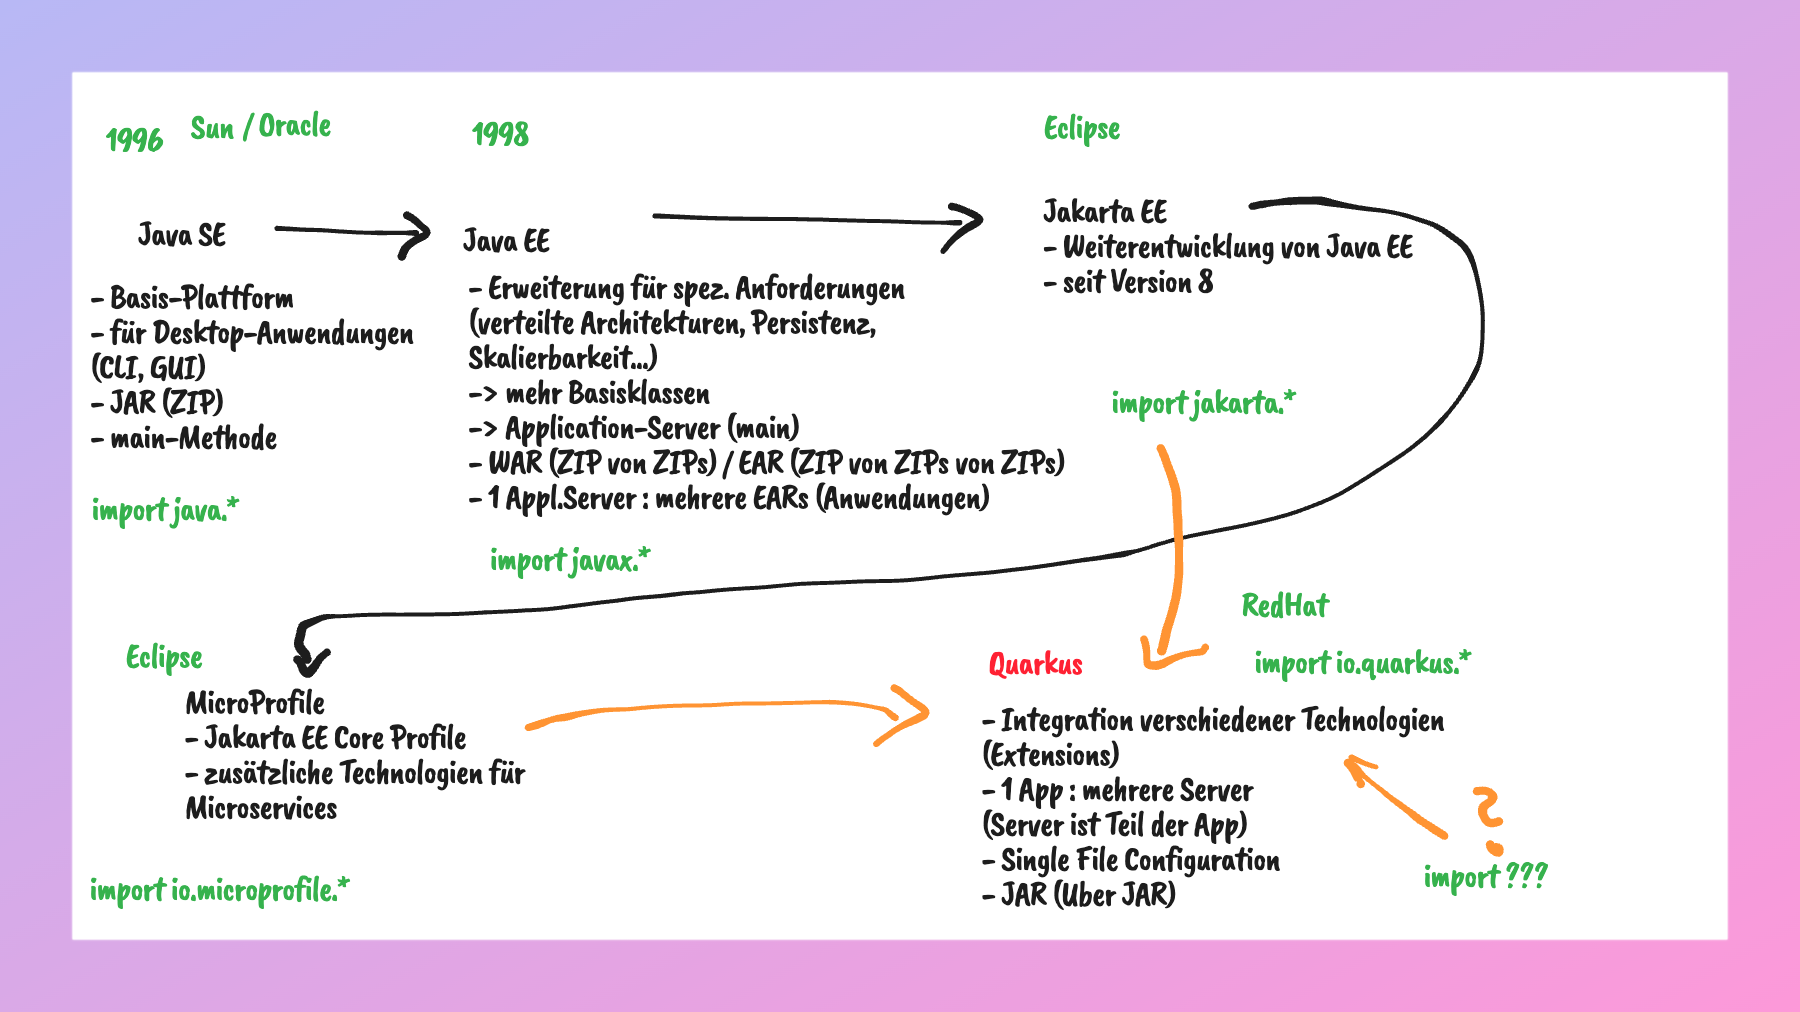 1996 Sun / Oracle
Java SE
- Basis-Plattform
- für Desktop-Anwendungen
(CLI, GUI)
- JAR (ZIP)
- main-Methode
import java.*
1998
Java EE
- Erweiterung für spez. Anforderungen
(verteilte Architekturen, Persistenz,
Skalierbarkeit...)
-> mehr Basisklassen
-> Application-Server (main)
- WAR (ZIP von ZIPs) / EAR (ZIP von ZIPs von ZIPs)
- 1 Appl.Server : mehrere EARs (Anwendungen)
import javax.*
Eclipse
Jakarta EE
- Weiterentwicklung von Java EE
- seit Version 8
import jakarta.*
Eclipse
MicroProfile
- Jakarta EE Core Profile
- zusätzliche Technologien für
Microservices
import io.microprofile.*
RedHat
Quarkus
import io.quarkus.*
- Integration verschiedener Technologien
(Extensions)
- 1 App : mehrere Server
(Server ist Teil der App)
- Single File Configuration
- JAR (Uber JAR)
?
import ???